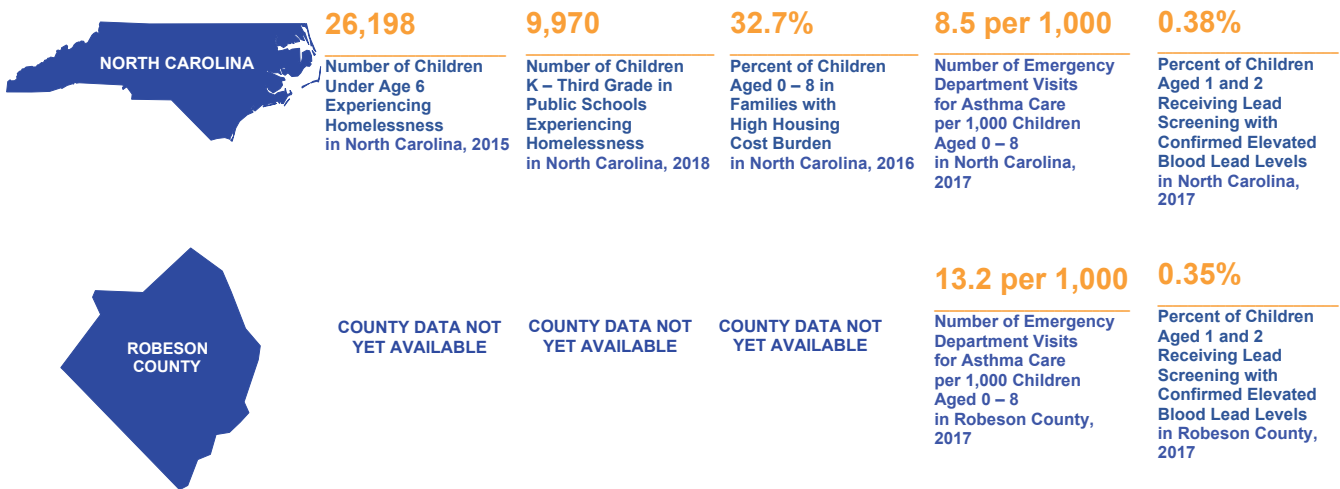 NORTH CAROLINA
26,198
Number of Children
Under Age 6
Experiencing
Homelessness
in North Carolina, 2015
9,970
Number of Children
K – Third Grade in
Public Schools
Experiencing
Homelessness
in North Carolina, 2018
32.7%
Percent of Children
Aged 0 – 8 in
Families with
High Housing
Cost Burden
in North Carolina, 2016
8.5 per 1,000
Number of Emergency
Department Visits
for Asthma Care
per 1,000 Children
Aged 0 – 8
in North Carolina,
2017
0.38%
Percent of Children
Aged 1 and 2
Receiving Lead
Screening with
Confirmed Elevated
Blood Lead Levels
in North Carolina,
2017
ROBESON
COUNTY
COUNTY DATA NOT
YET AVAILABLE
COUNTY DATA NOT
YET AVAILABLE
COUNTY DATA NOT
YET AVAILABLE
13.2 per 1,000
Number of Emergency
Department Visits
for Asthma Care
per 1,000 Children
Aged 0 – 8
in Robeson County,
2017
0.35%
Percent of Children
Aged 1 and 2
Receiving Lead
Screening with
Confirmed Elevated
Blood Lead Levels
in Robeson County,
2017